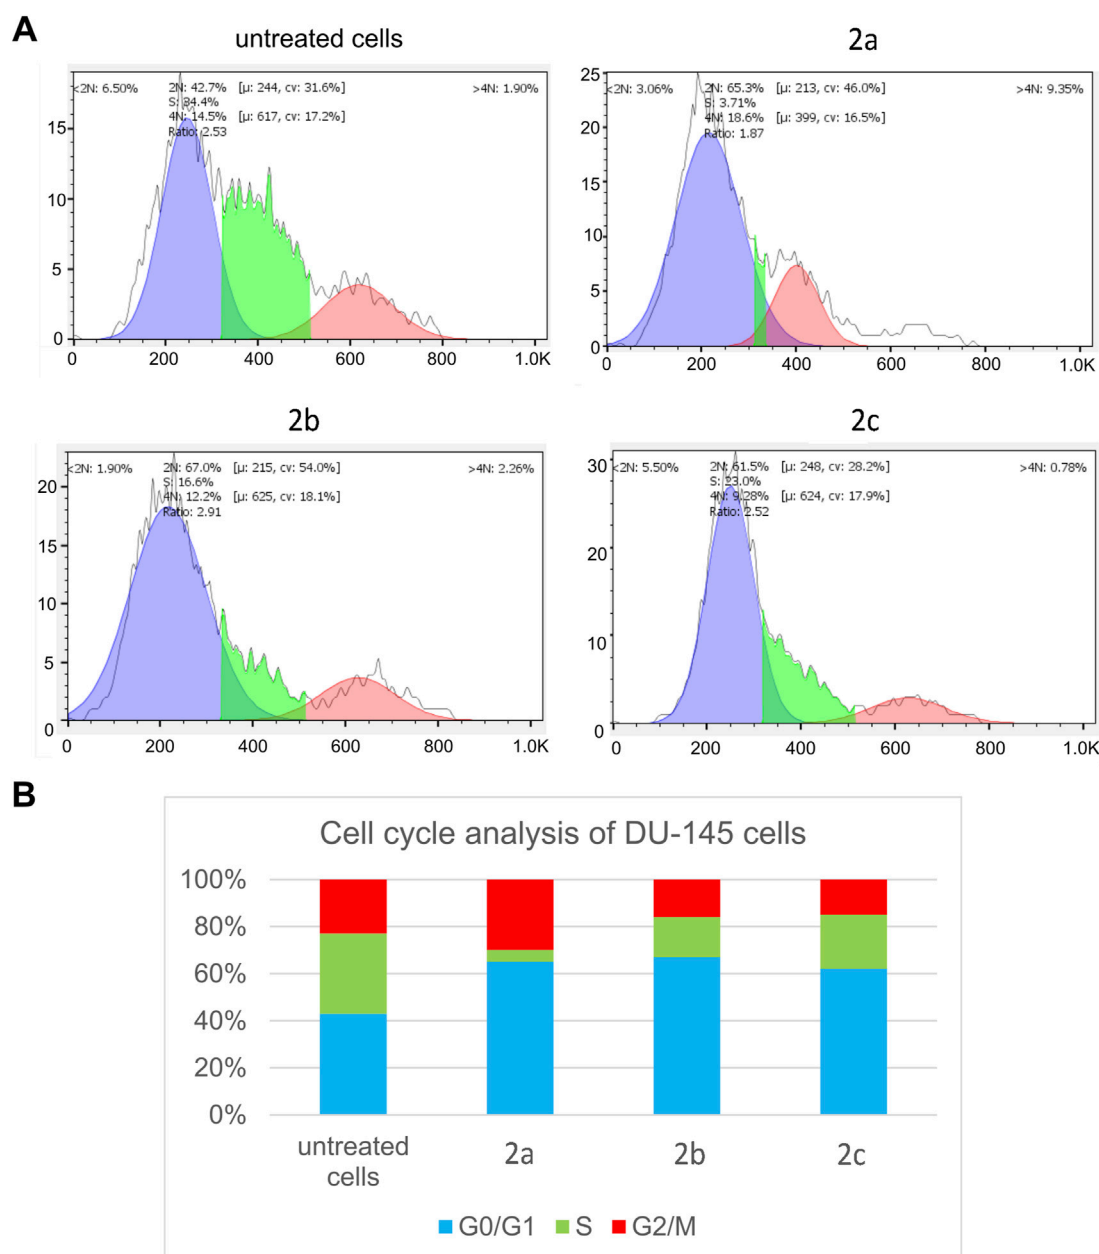 A
untreated cells
<2N: 6.50%
2N: 42.7% [µ: 244, cv: 31.6%]
S: 34.4%
4N: 14.5% [µ: 617, cv: 17.2%]
Ratio: 2.53
>4N: 1.90%
15
10
5
0
0 200 400 600 800 1.0K
2a
<2N: 3.06%
2N: 65.3% [µ: 213, cv: 46.0%]
S: 3.71%
4N: 18.6% [µ: 399, cv: 16.5%]
Ratio: 1.87
>4N: 9.35%
25
20
15
10
5
0
0 200 400 600 800 1.0K
2b
<2N: 1.90%
2N: 67.0% [µ: 215, cv: 54.0%]
S: 16.6%
4N: 12.2% [µ: 625, cv: 18.1%]
Ratio: 2.91
>4N: 2.26%
20
15
10
5
0
0 200 400 600 800 1.0K
2c
<2N: 5.50%
2N: 61.5% [µ: 248, cv: 28.2%]
S: 23.0%
4N: 9.28% [µ: 624, cv: 17.9%]
Ratio: 2.52
>4N: 0.78%
30
20
10
0
0 200 400 600 800 1.0K
B
Cell cycle analysis of DU-145 cells
100%
80%
60%
40%
20%
0%
untreated
cells
2a
2b
2c
G0/G1 S G2/M